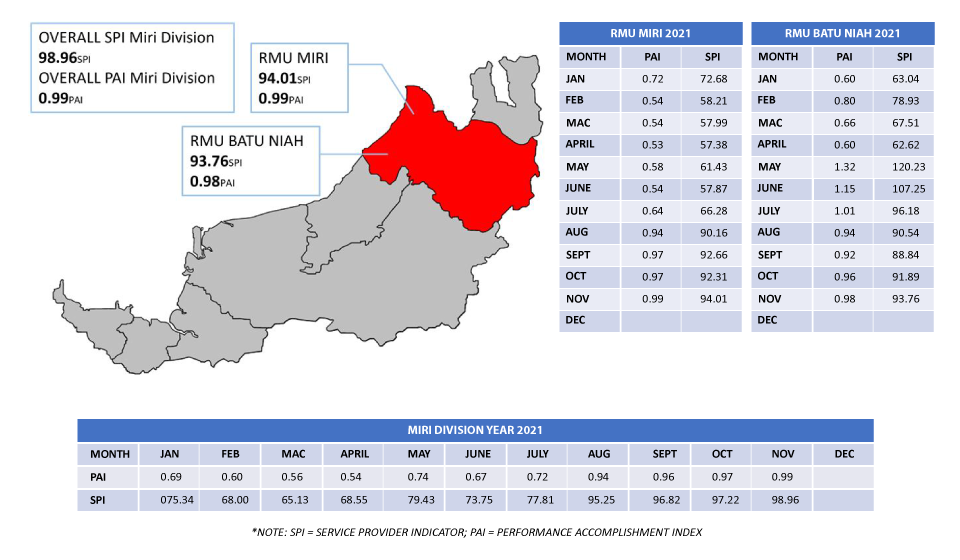 OVERALL SPI Miri Division
98.96SPI
OVERALL PAI Miri Division
0.99PAI
RMU MIRI
94.01SPI
0.99PAI
RMU BATU NIAH
93.76SPI
0.98PAI
RMU MIRI 2021
MONTH PAI SPI
JAN 0.72 72.68
FEB 0.54 58.21
MAC 0.54 57.99
APRIL 0.53 57.38
MAY 0.58 61.43
JUNE 0.54 57.87
JULY 0.64 66.28
AUG 0.94 90.16
SEPT 0.97 92.66
OCT 0.97 92.31
NOV 0.99 94.01
DEC
RMU BATU NIAH 2021
MONTH PAI SPI
JAN 0.60 63.04
FEB 0.80 78.93
MAC 0.66 67.51
APRIL 0.60 62.62
MAY 1.32 120.23
JUNE 1.15 107.25
JULY 1.01 96.18
AUG 0.94 90.54
SEPT 0.92 88.84
OCT 0.96 91.89
NOV 0.98 93.76
DEC
MIRI DIVISION YEAR 2021
MONTH JAN FEB MAC APRIL MAY JUNE JULY AUG SEPT OCT NOV DEC
PAI 0.69 0.60 0.56 0.54 0.74 0.67 0.72 0.94 0.96 0.97 0.99
SPI 075.34 68.00 65.13 68.55 79.43 73.75 77.81 95.25 96.82 97.22 98.96
*NOTE: SPI = SERVICE PROVIDER INDICATOR; PAI = PERFORMANCE ACCOMPLISHMENT INDEX